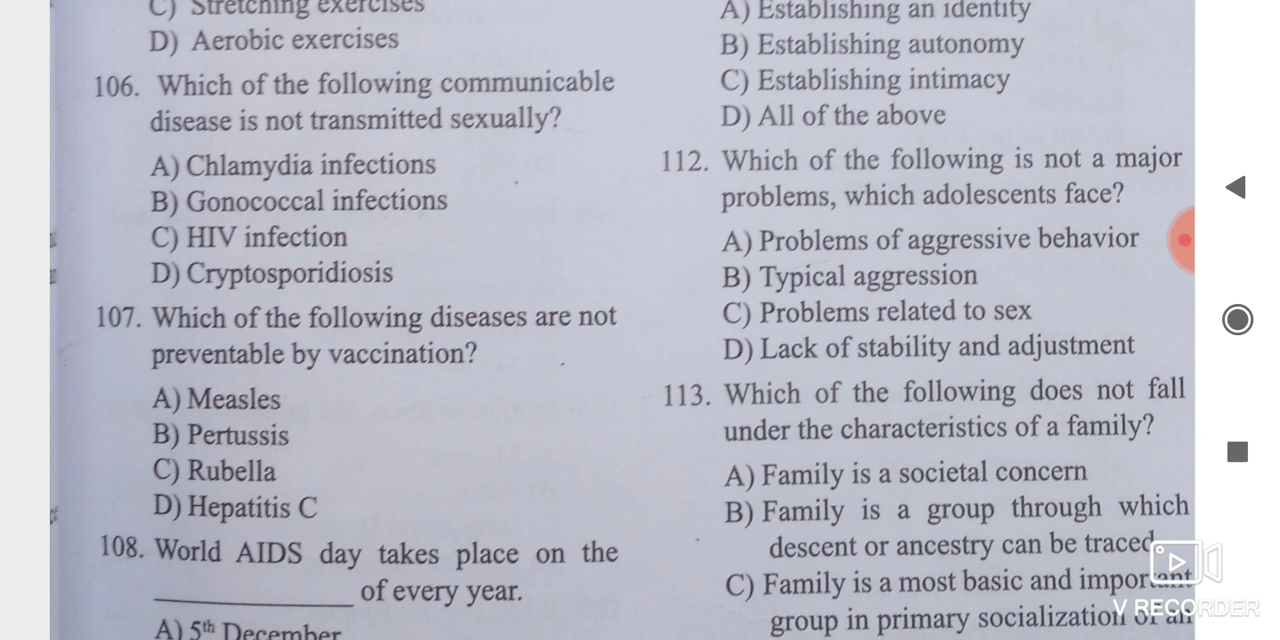 C) Stretching exercises
D) Aerobic exercises
106. Which of the following communicable
disease is not transmitted sexually?
A) Chlamydia infections
B) Gonococcal infections
C) HIV infection
D) Cryptosporidiosis
107. Which of the following diseases are not
preventable by vaccination?
A) Measles
B) Pertussis
C) Rubella
D) Hepatitis C
108. World AIDS day takes place on the
____________ of every year.
A) 5th December
A) Establishing an identity
B) Establishing autonomy
C) Establishing intimacy
D) All of the above
112. Which of the following is not a major
problems, which adolescents face?
A) Problems of aggressive behavior
B) Typical aggression
C) Problems related to sex
D) Lack of stability and adjustment
113. Which of the following does not fall
under the characteristics of a family?
A) Family is a societal concern
B) Family is a group through which
descent or ancestry can be traced
C) Family is a most basic and important
group in primary socialization of an
V RECORDER